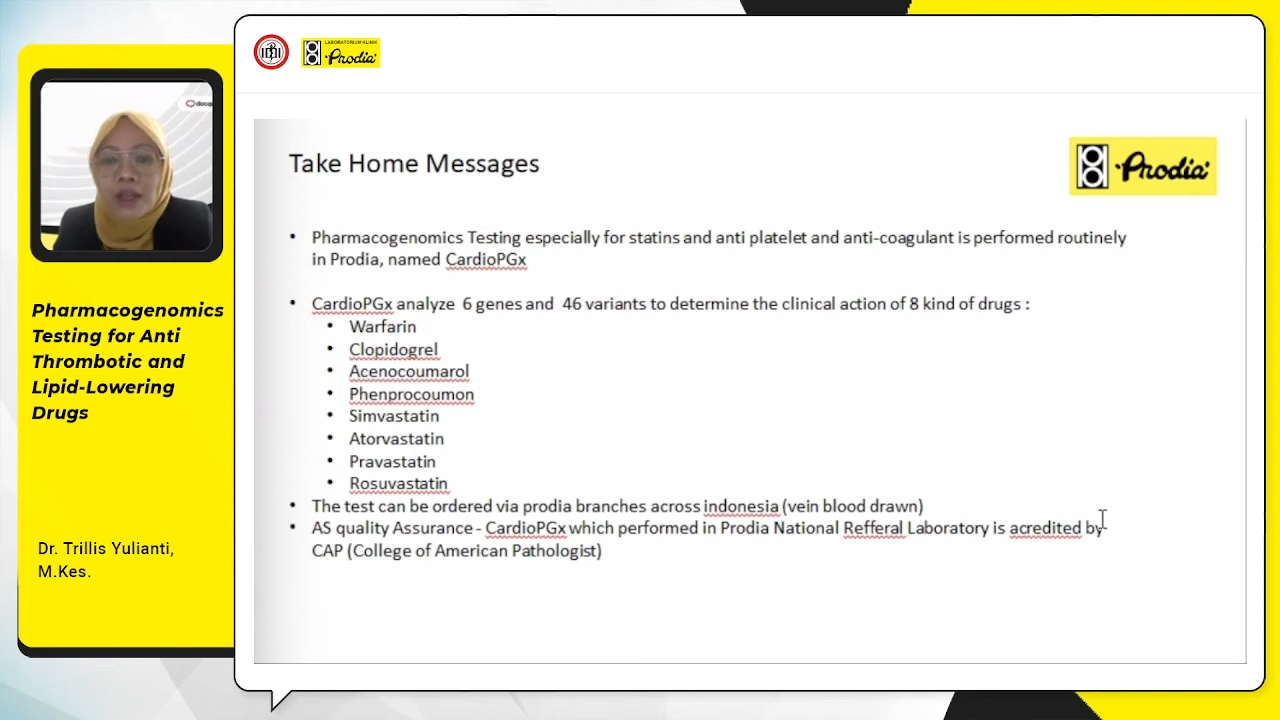 LABORATORIUM KLINIK
Prodia
Take Home Messages
Prodia
• Pharmacogenomics Testing especially for statins and anti platelet and anti-coagulant is performed routinely
in Prodia, named CardioPGx
• CardioPGx analyze 6 genes and 46 variants to determine the clinical action of 8 kind of drugs :
• Warfarin
• Clopidogrel
• Acenocoumarol
• Phenprocoumon
• Simvastatin
• Atorvastatin
• Pravastatin
• Rosuvastatin
• The test can be ordered via prodia branches across indonesia (vein blood drawn)
• AS quality Assurance - CardioPGx which performed in Prodia National Refferal Laboratory is acredited by
CAP (College of American Pathologist)
Pharmacogenomics
Testing for Anti
Thrombotic and
Lipid-Lowering
Drugs
Dr. Trillis Yulianti,
M.Kes.